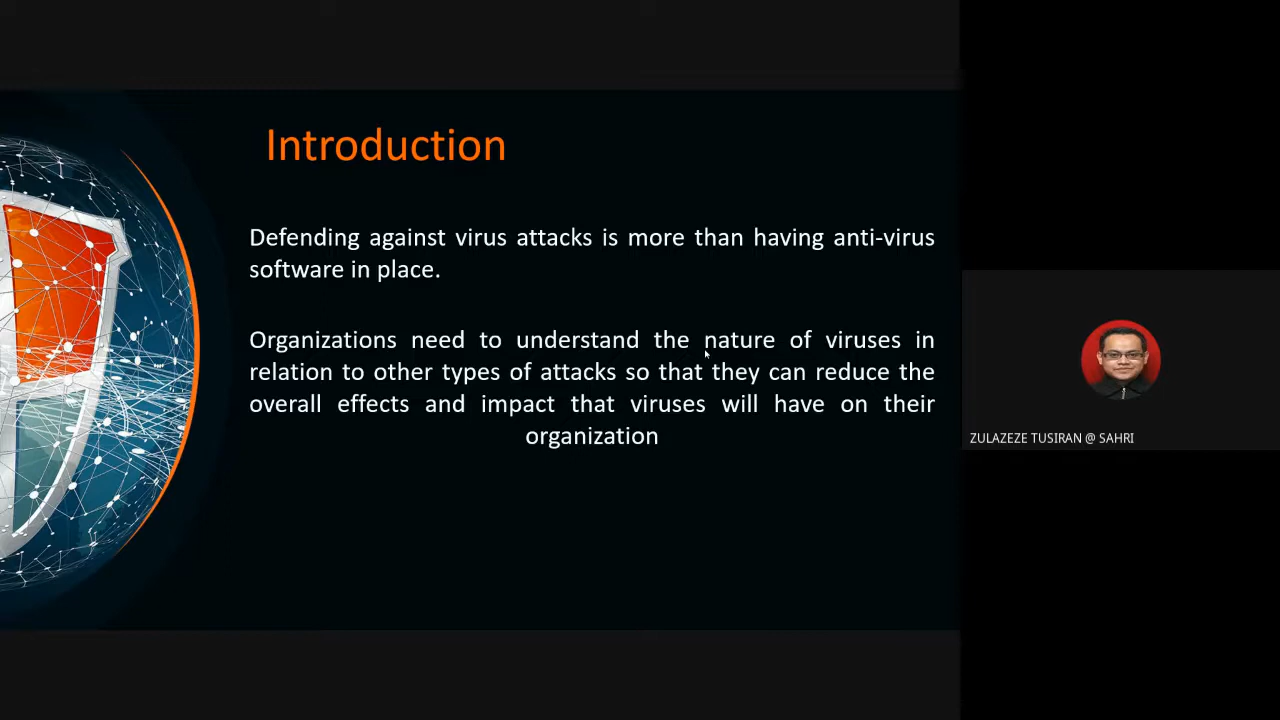 Introduction
Defending against virus attacks is more than having anti-virus
software in place.
Organizations need to understand the nature of viruses in
relation to other types of attacks so that they can reduce the
overall effects and impact that viruses will have on their
organization
ZULAZEZE TUSIRAN @ SAHRI